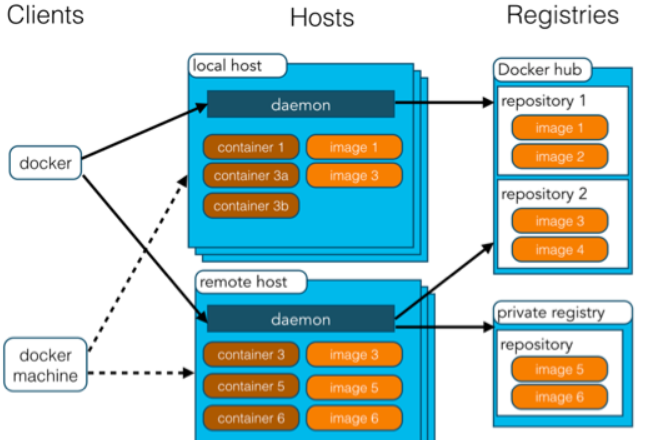 Clients
Hosts
Registries
local host
daemon
container 1
image 1
container 3a
image 3
container 3b
docker
docker
machine
remote host
daemon
container 3
image 3
container 5
image 5
container 6
image 6
Docker hub
repository 1
image 1
image 2
repository 2
image 3
image 4
private registry
repository
image 5
image 6